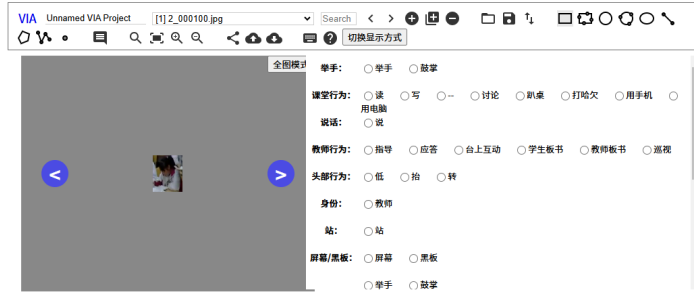 VIA Unnamed VIA Project [1] 2_000100.jpg Search
切换显示方式
全图模式
举手: 举手 鼓掌
课堂行为: 读 写 -- 讨论 趴桌 打哈欠 用手机
用电脑
说话: 说
教师行为: 指导 应答 台上互动 学生板书 教师板书 巡视
头部行为: 低 抬 转
身份: 教师
站: 站
屏幕/黑板: 屏幕 黑板
举手 鼓掌